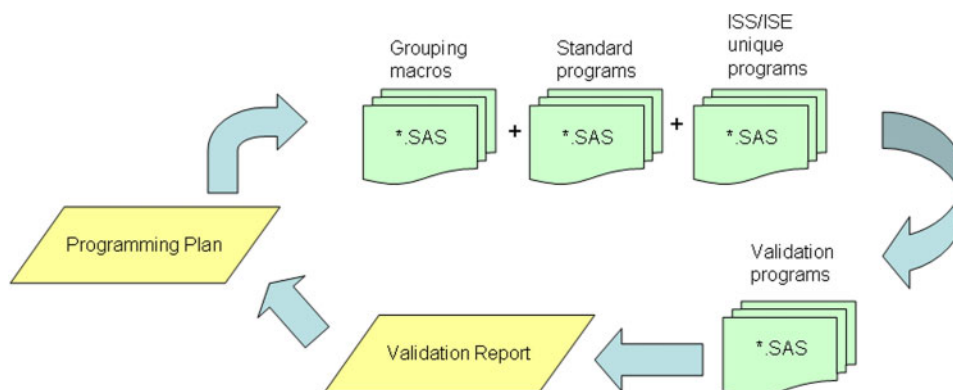 Grouping
macros
Standard
programs
ISS/ISE
unique
programs
*.SAS
+
*.SAS
+
*.SAS
Programming Plan
Validation
programs
*.SAS
Validation Report